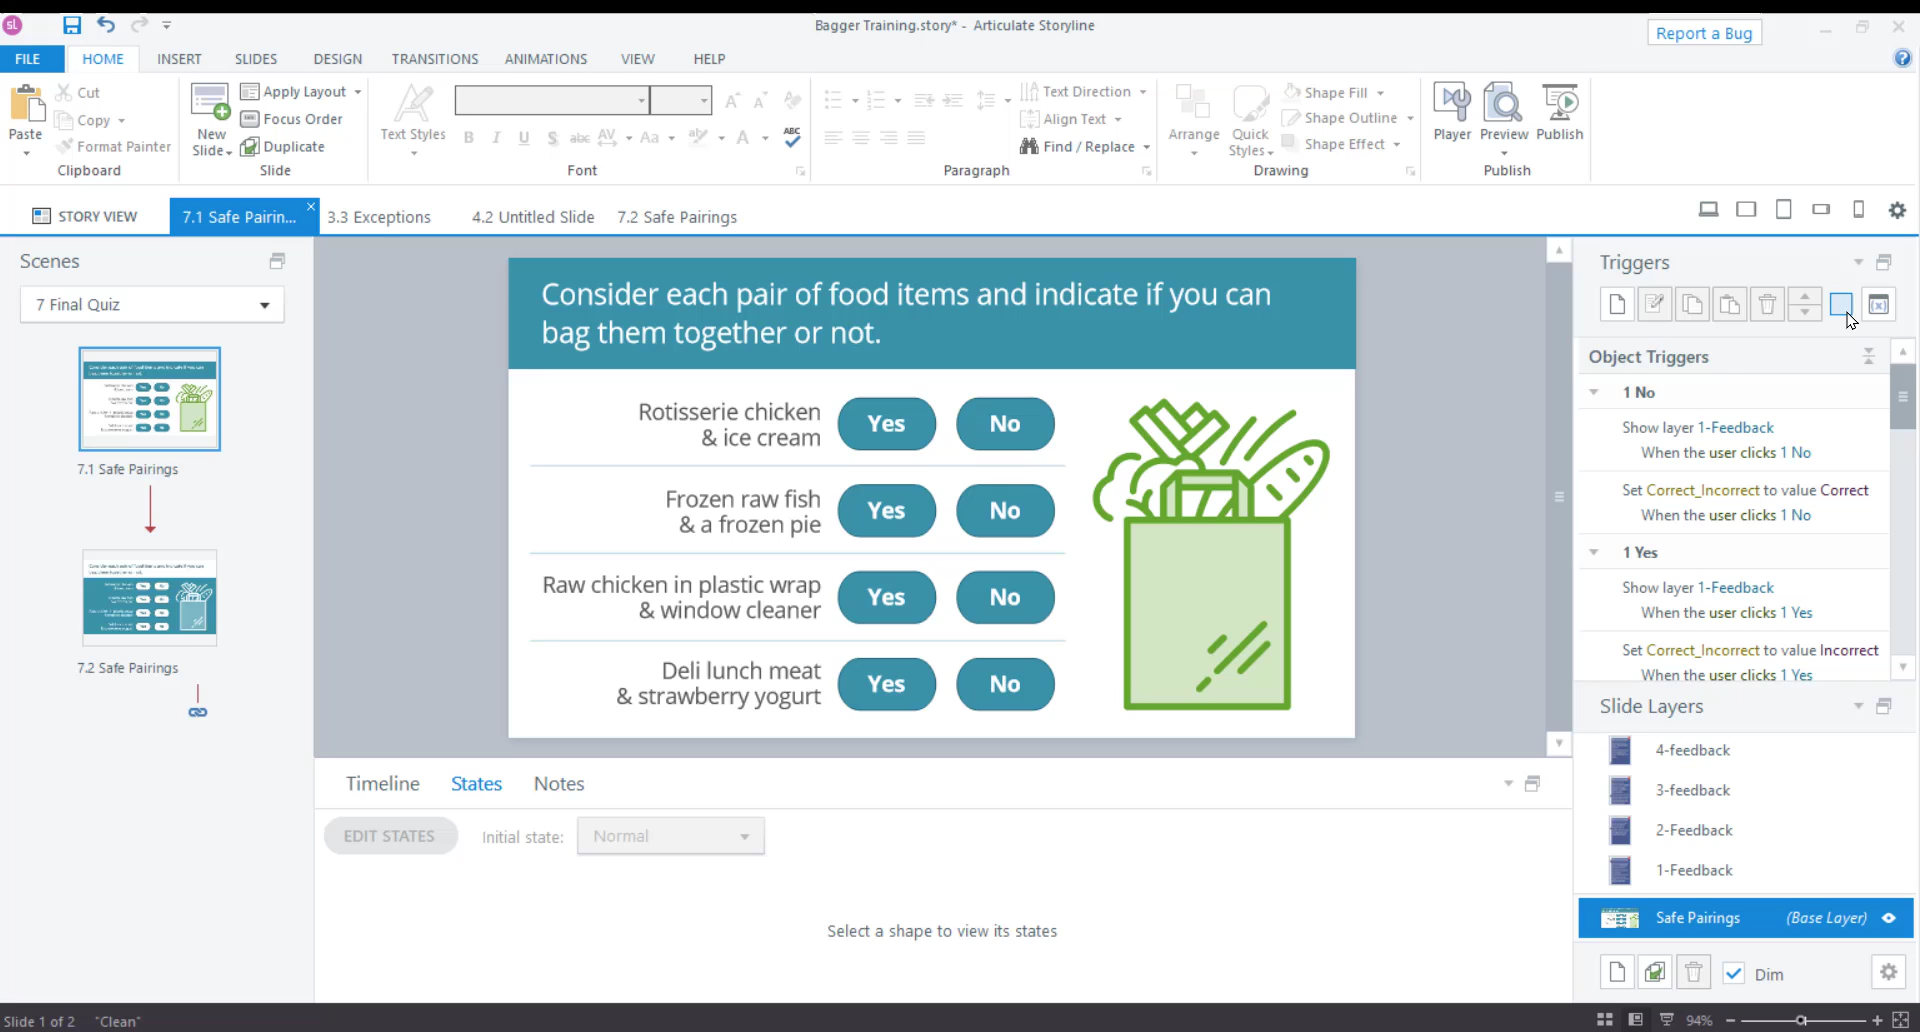 sL
Bagger Training.story* - Articulate Storyline
Report a Bug
FILE
HOME
INSERT
SLIDES
DESIGN
TRANSITIONS
ANIMATIONS
VIEW
HELP
Paste
Cut
Copy
Format Painter
Clipboard
New
Slide
Apply Layout
Focus Order
Duplicate
Slide
Text Styles
B I U S abc AV Aa A
ABC
Font
Text Direction
Align Text
Find / Replace
Paragraph
Arrange
Quick
Styles
Shape Fill
Shape Outline
Shape Effect
Drawing
Player
Preview
Publish
Publish
STORY VIEW
7.1 Safe Pairin...
3.3 Exceptions
4.2 Untitled Slide
7.2 Safe Pairings
Scenes
7 Final Quiz
7.1 Safe Pairings
7.2 Safe Pairings
Consider each pair of food items and indicate if you can
bag them together or not.
Rotisserie chicken
& ice cream
Yes
No
Frozen raw fish
& a frozen pie
Yes
No
Raw chicken in plastic wrap
& window cleaner
Yes
No
Deli lunch meat
& strawberry yogurt
Yes
No
Timeline
States
Notes
EDIT STATES
Initial state:
Normal
Select a shape to view its states
Triggers
(x)
Object Triggers
1 No
Show layer 1-Feedback
When the user clicks 1 No
Set Correct_Incorrect to value Correct
When the user clicks 1 No
1 Yes
Show layer 1-Feedback
When the user clicks 1 Yes
Set Correct_Incorrect to value Incorrect
When the user clicks 1 Yes
Slide Layers
4-feedback
3-feedback
2-Feedback
1-Feedback
Safe Pairings (Base Layer)
Dim
Slide 1 of 2 "Clean"
94%